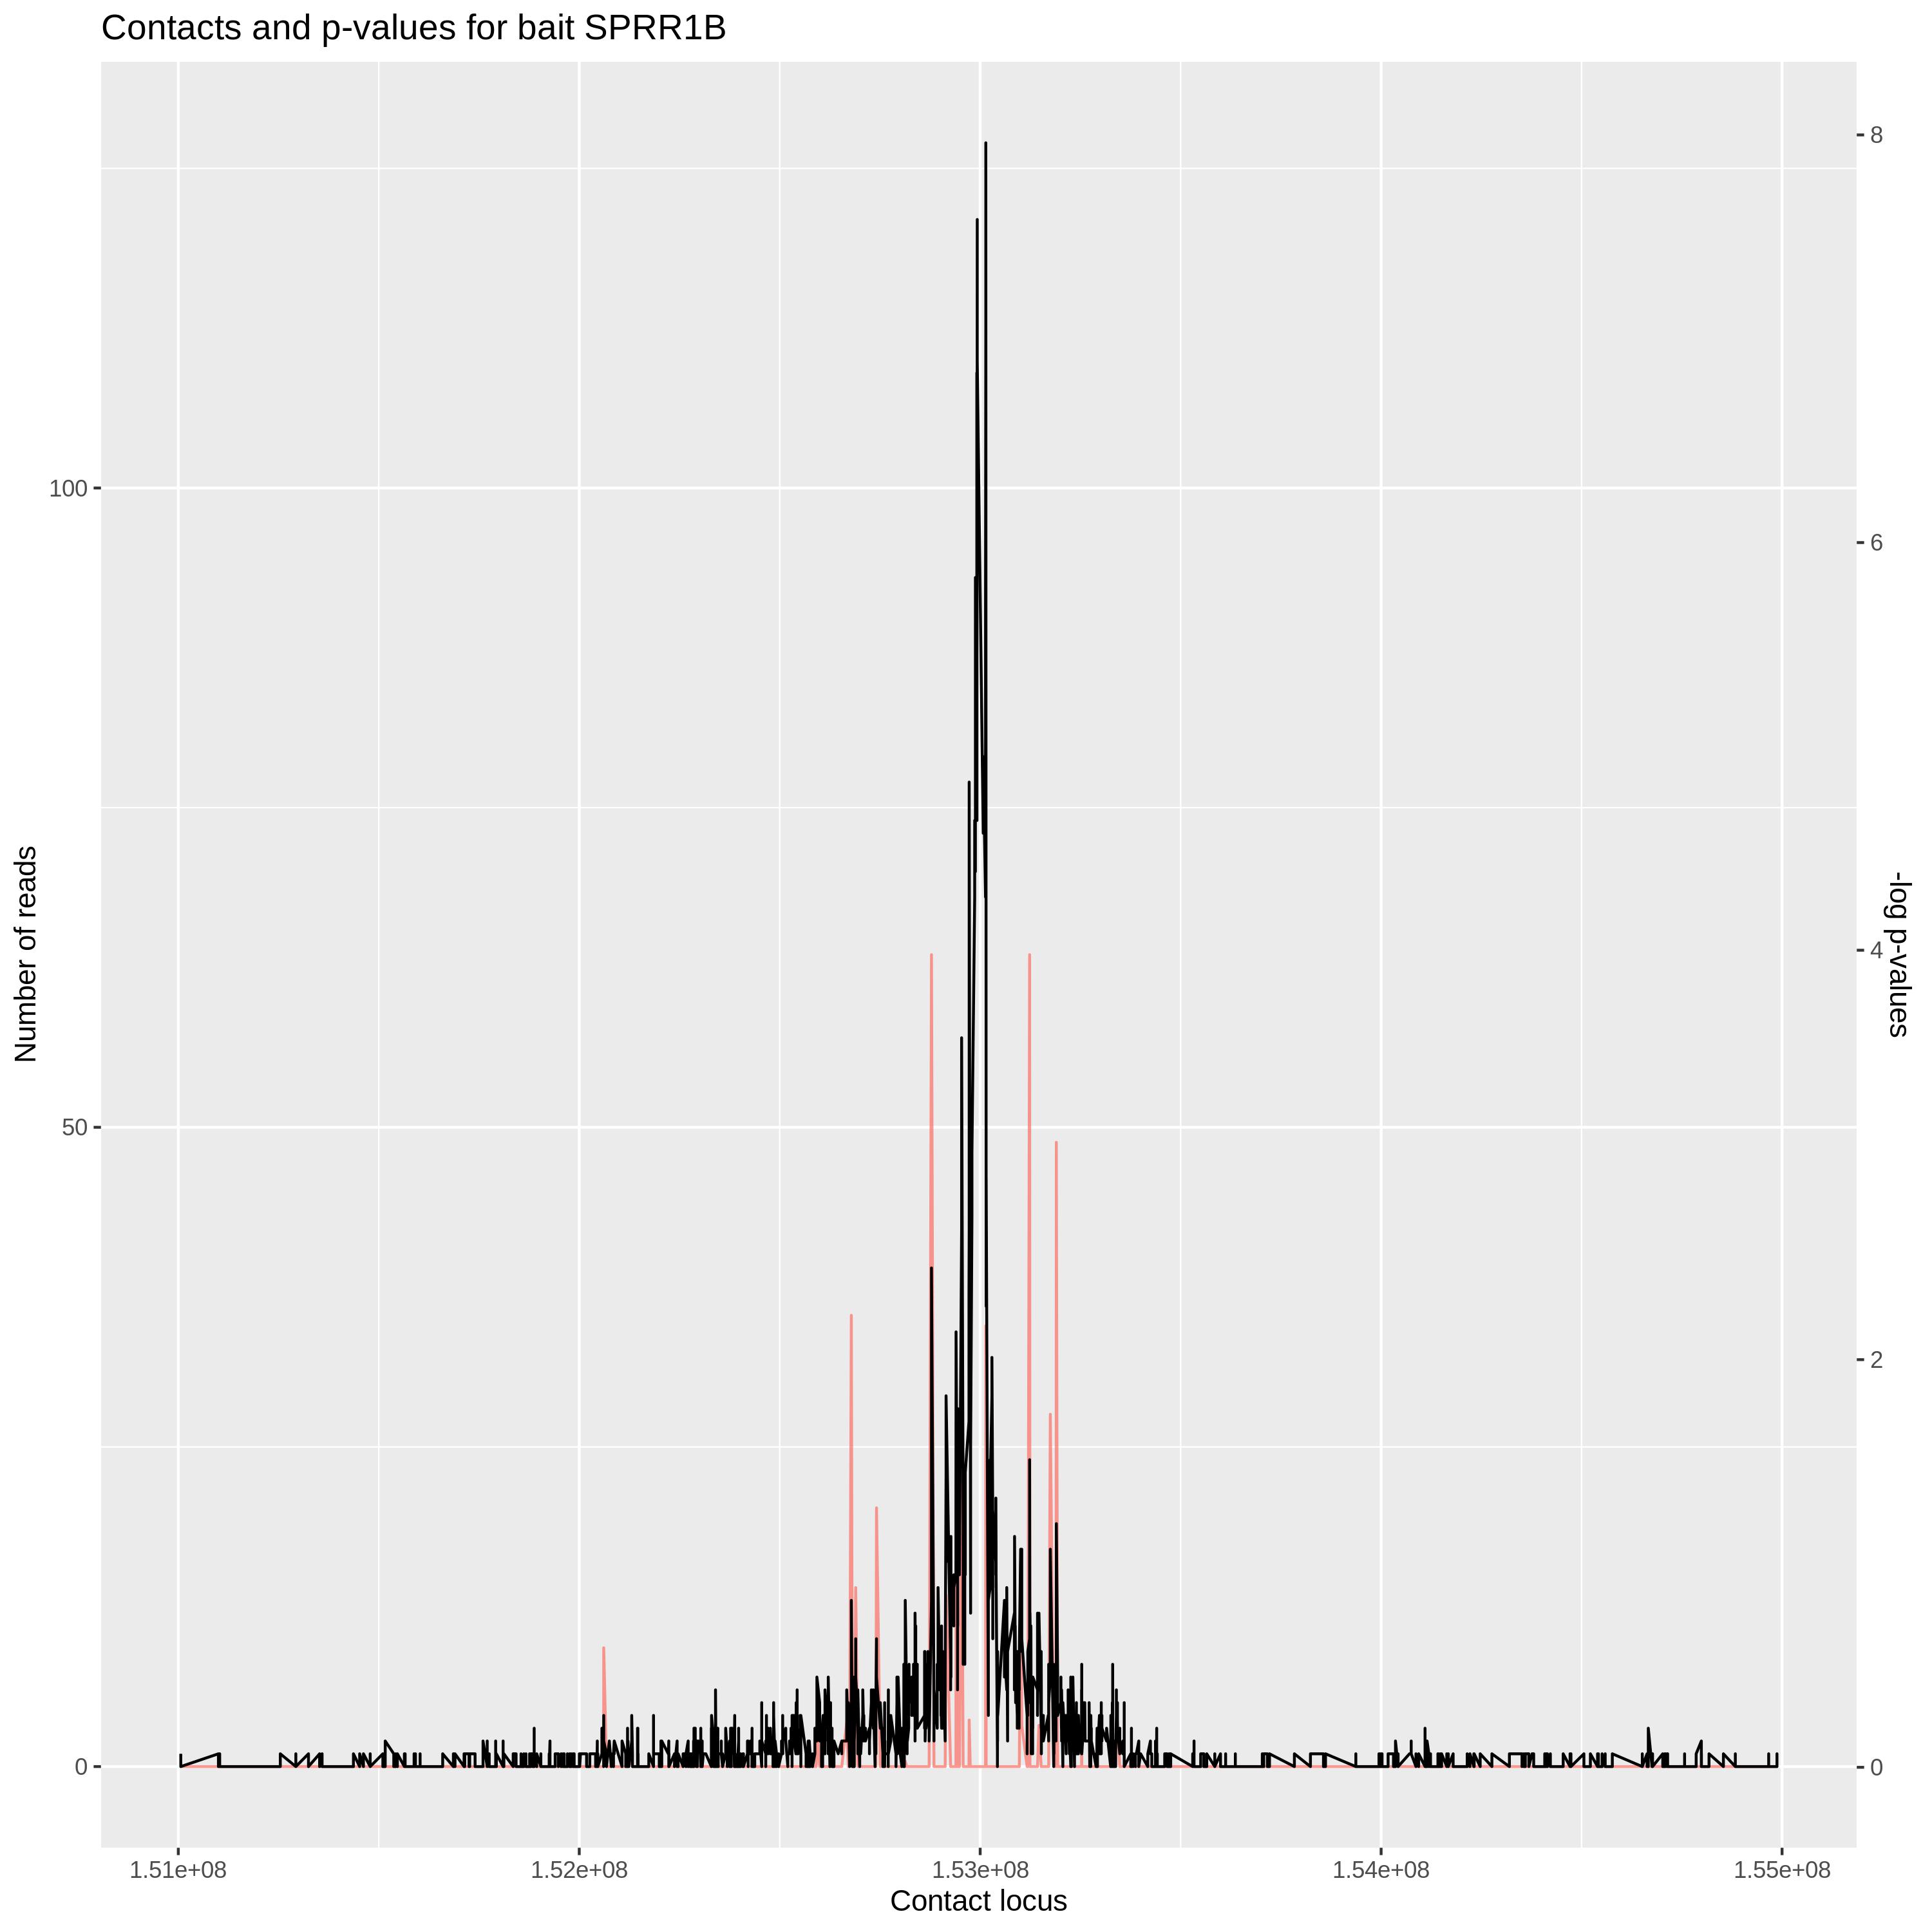 Contacts and p-values for bait SPRR1B
Number of reads
100
50
0
8
6
4
2
0
-log p-values
1.51e+08
1.52e+08
1.53e+08
1.54e+08
1.55e+08
Contact locus